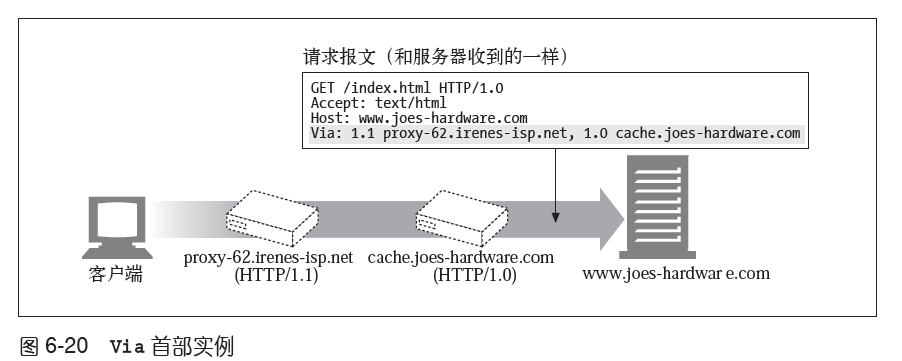 请求报文（和服务器收到的一样）
GET /index.html HTTP/1.0
Accept: text/html
Host: www.joes-hardware.com
Via: 1.1 proxy-62.irenes-isp.net, 1.0 cache.joes-hardware.com
客户端
proxy-62.irenes-isp.net
(HTTP/1.1)
cache.joes-hardware.com
(HTTP/1.0)
www.joes-hardware.com
图 6-20 Via 首部实例